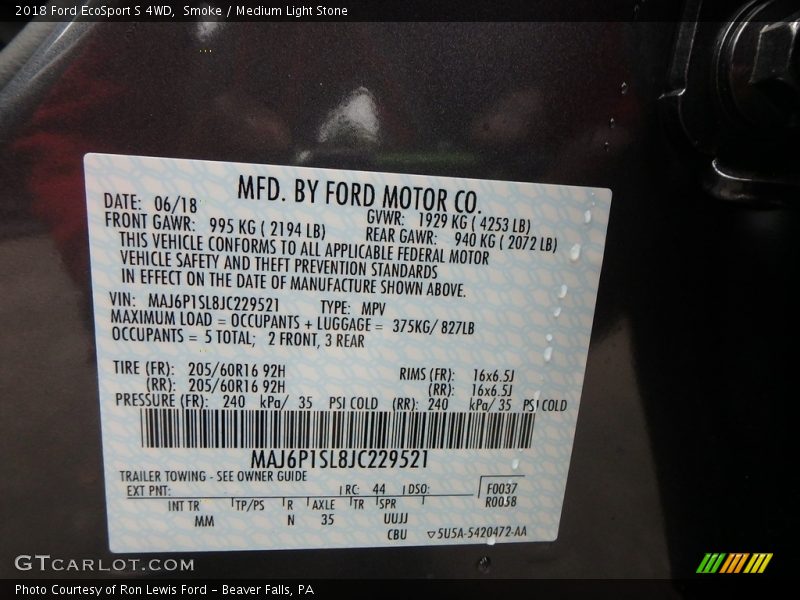 2018 Ford EcoSport S 4WD, Smoke / Medium Light Stone
MFD. BY FORD MOTOR CO.
DATE: 06/18 GVWR: 1929 KG ( 4253 LB)
FRONT GAWR: 995 KG ( 2194 LB) REAR GAWR: 940 KG ( 2072 LB)
THIS VEHICLE CONFORMS TO ALL APPLICABLE FEDERAL MOTOR
VEHICLE SAFETY AND THEFT PREVENTION STANDARDS
IN EFFECT ON THE DATE OF MANUFACTURE SHOWN ABOVE.
VIN: MAJ6P1SL8JC229521 TYPE: MPV
MAXIMUM LOAD = OCCUPANTS + LUGGAGE = 375KG/ 827LB
OCCUPANTS = 5 TOTAL; 2 FRONT, 3 REAR
TIRE (FR): 205/60R16 92H RIMS (FR): 16x6.5J
(RR): 205/60R16 92H (RR): 16x6.5J
PRESSURE (FR): 240 kPa/ 35 PSI COLD (RR): 240 kPa/ 35 PSI COLD
MAJ6P1SL8JC229521
TRAILER TOWING - SEE OWNER GUIDE
EXT PNT: RC: 44 DSO: F0037
R0058
INT TR TP/PS R AXLE TR SPR
MM N 35 UUJJ
CBU 5U5A-5420472-AA
GTCARLOT.COM
Photo Courtesy of Ron Lewis Ford - Beaver Falls, PA